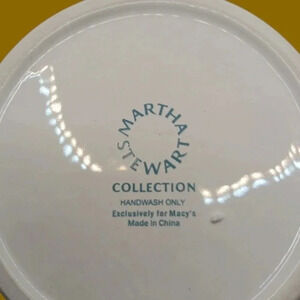 MARTHA
STEWART
COLLECTION
HANDWASH ONLY
Exclusively for Macy's
Made in China